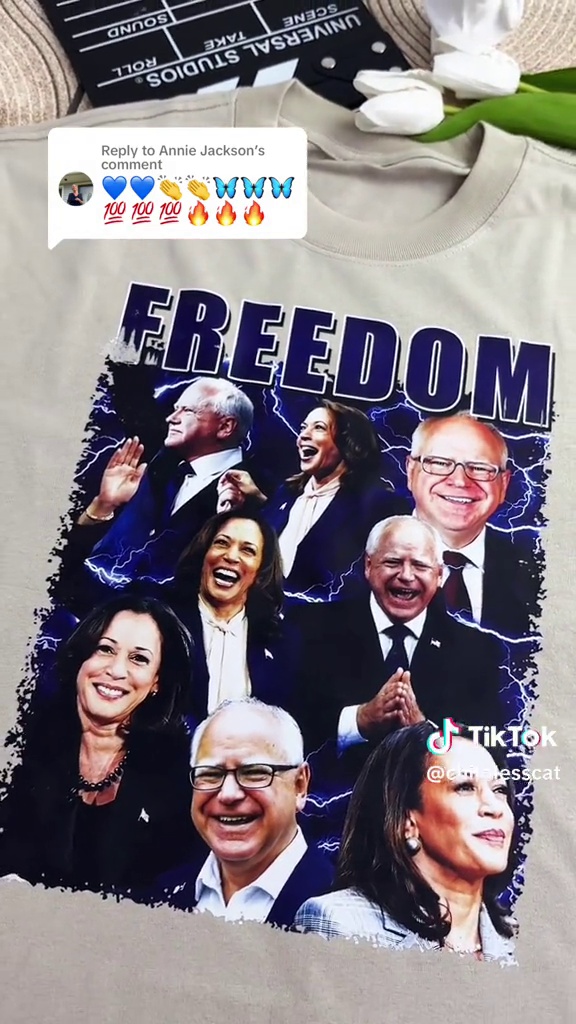 SOUND
SCENE
ROLL
TAKE
UNIVERSAL STUDIOS
Reply to Annie Jackson's
comment
💙💙👏👏🦋🦋🦋
💯💯💯🔥🔥🔥
FREEDOM
TikTok